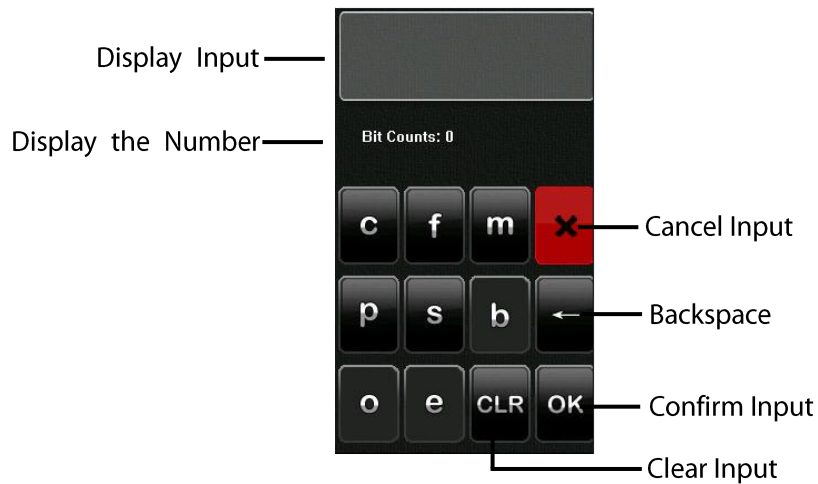 Display Input
Display the Number
Bit Counts: 0
c f m ×
Cancel Input
p s b ←
Backspace
o e CLR OK
Confirm Input
Clear Input